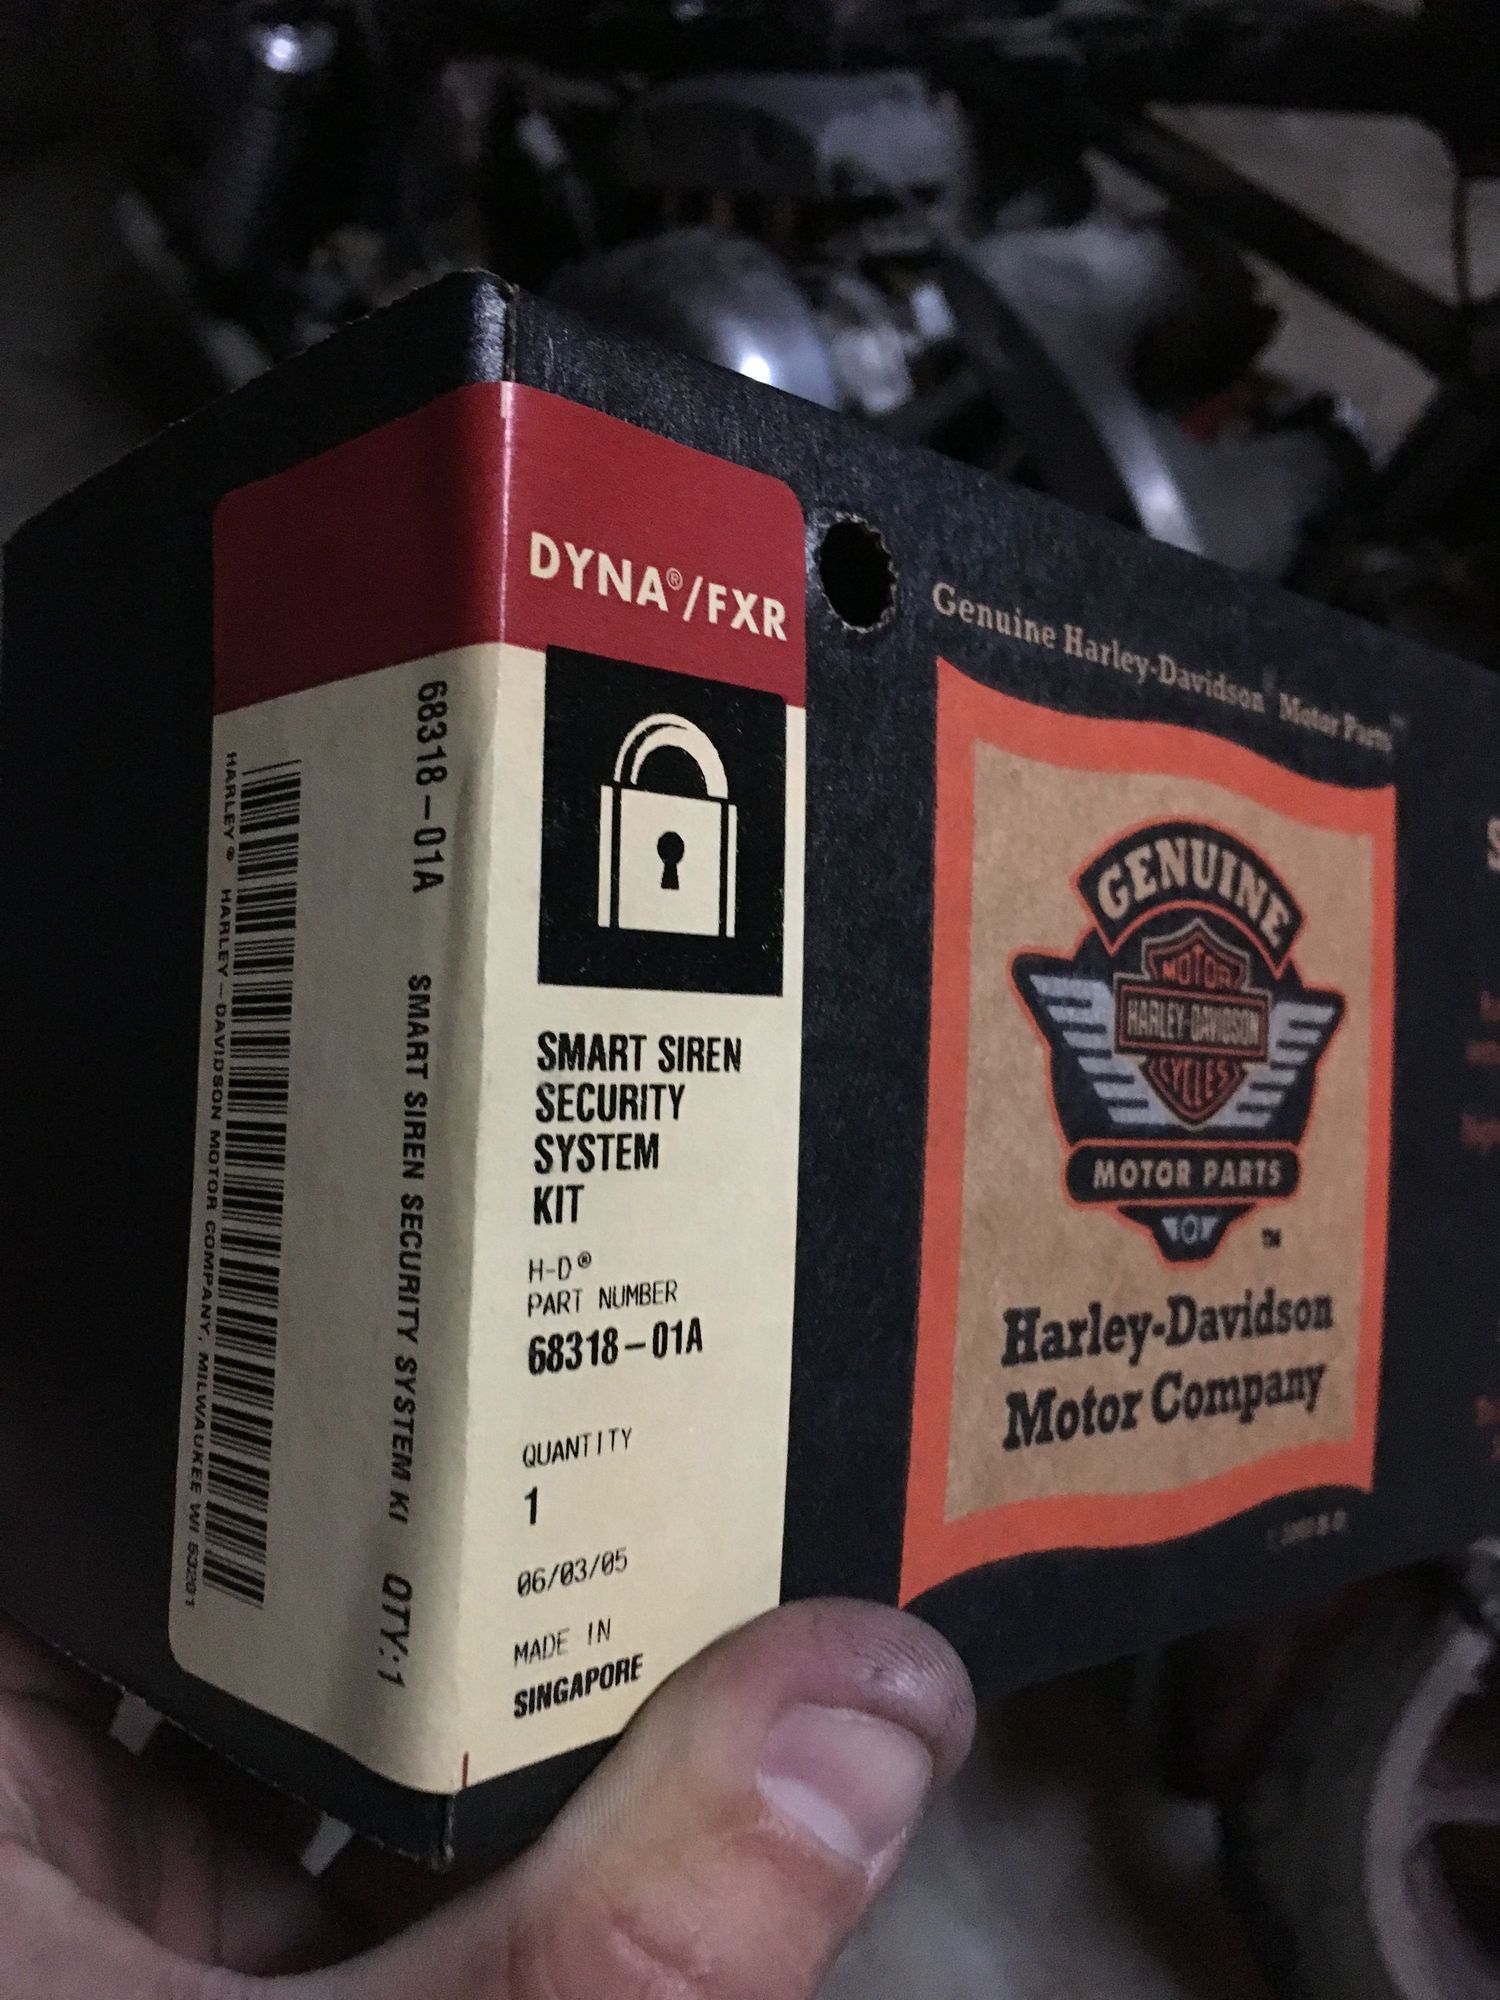 DYNA®/FXR
68318-01A SMART SIREN SECURITY SYSTEM KI QTY:1
HARLEY® HARLEY-DAVIDSON MOTOR COMPANY, MILWAUKEE WI 53201
SMART SIREN
SECURITY
SYSTEM
KIT
H-D®
PART NUMBER
68318-01A
QUANTITY
1
06/03/05
MADE IN
SINGAPORE
Genuine Harley-Davidson® Motor Parts™
GENUINE
MOTOR
HARLEY-DAVIDSON
CYCLES
MOTOR PARTS
™
Harley-Davidson
Motor Company